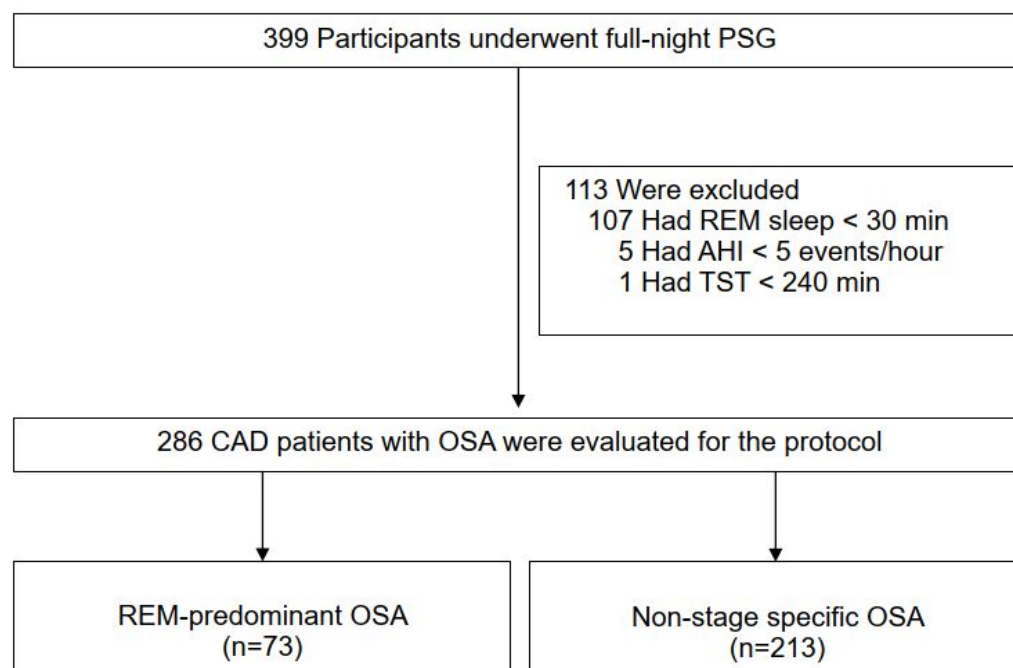 399 Participants underwent full-night PSG
113 Were excluded
107 Had REM sleep < 30 min
5 Had AHI < 5 events/hour
1 Had TST < 240 min
286 CAD patients with OSA were evaluated for the protocol
REM-predominant OSA
(n=73)
Non-stage specific OSA
(n=213)